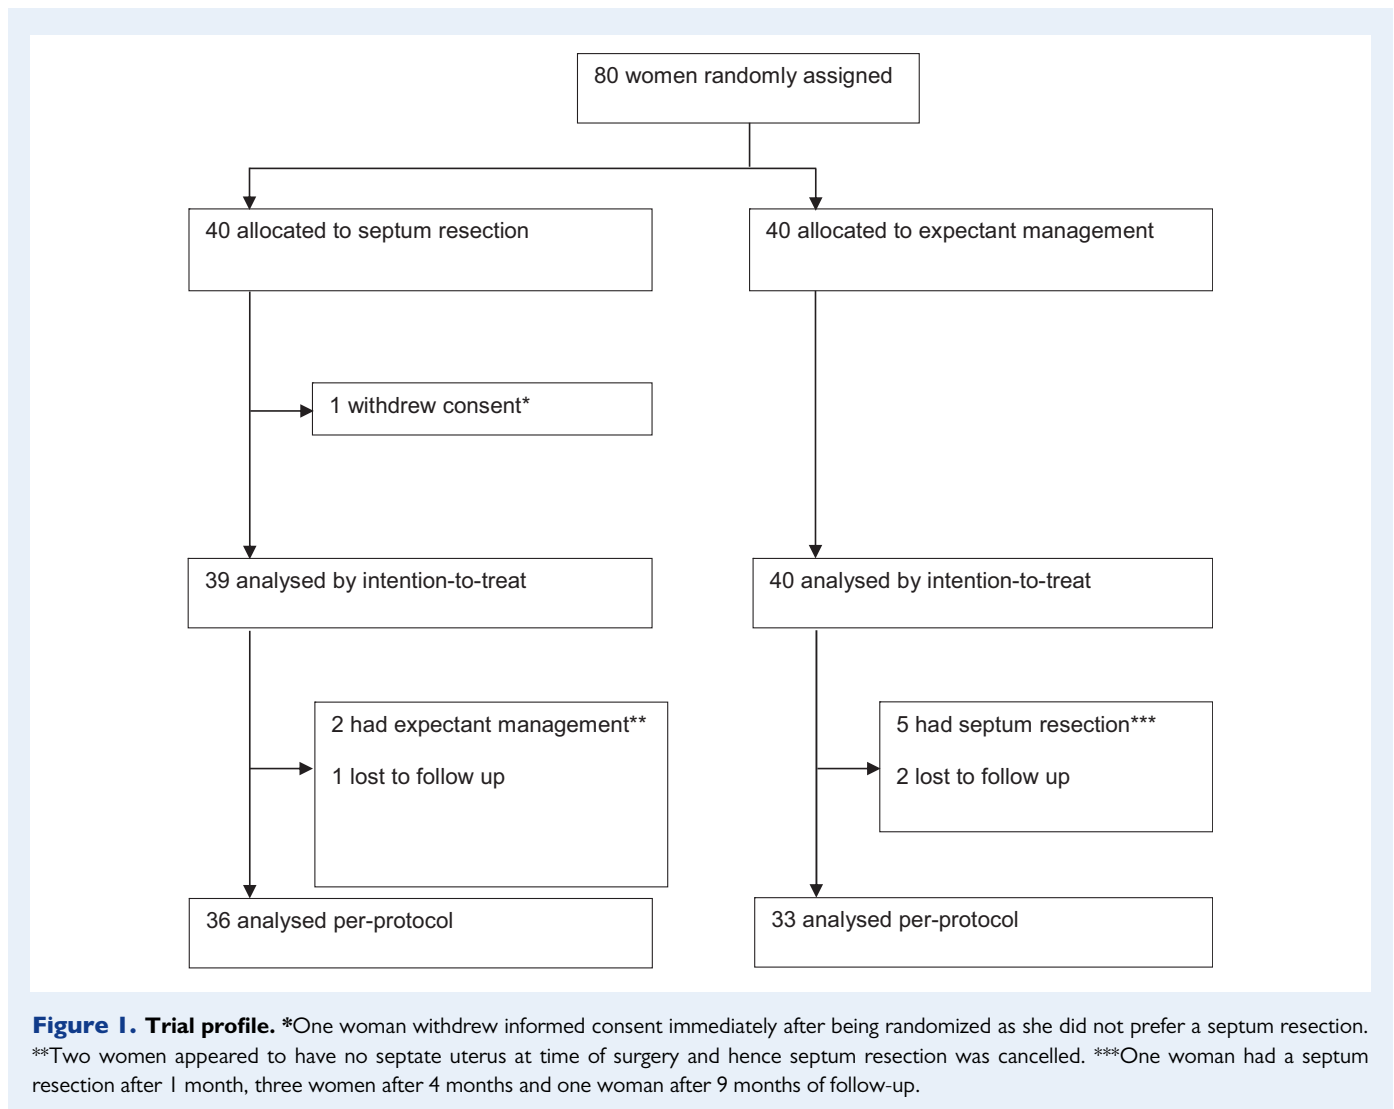 80 women randomly assigned
40 allocated to septum resection
40 allocated to expectant management
1 withdrew consent*
39 analysed by intention-to-treat
40 analysed by intention-to-treat
2 had expectant management**
1 lost to follow up
5 had septum resection***
2 lost to follow up
36 analysed per-protocol
33 analysed per-protocol
Figure 1. Trial profile. *One woman withdrew informed consent immediately after being randomized as she did not prefer a septum resection.
**Two women appeared to have no septate uterus at time of surgery and hence septum resection was cancelled. ***One woman had a septum
resection after 1 month, three women after 4 months and one woman after 9 months of follow-up.